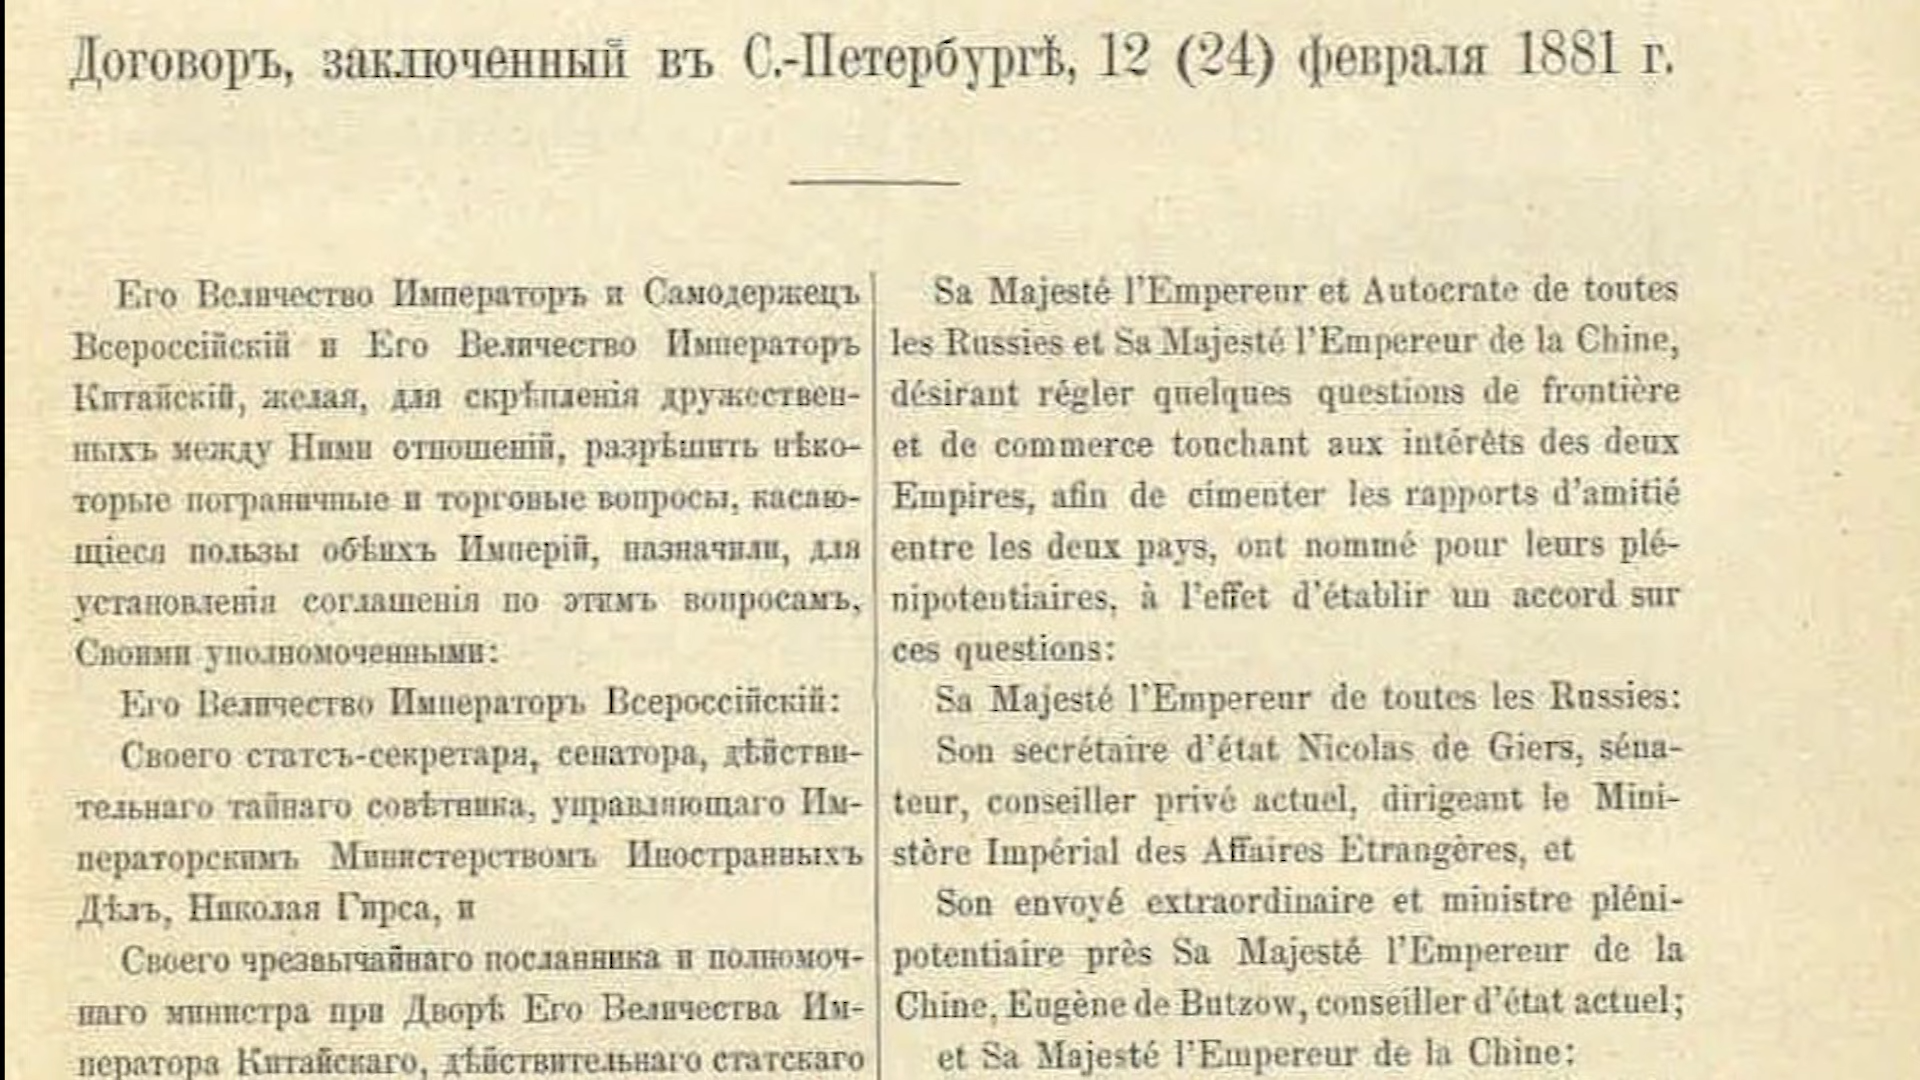 Договоръ, заключенный въ С.-Петербургѣ, 12 (24) февраля 1881 г.
Его Величество Императоръ и Самодержецъ
Всероссійскій и Его Величество Императоръ
Китайскій, желая, для скрѣпленія дружествен-
ныхъ между Ними отношеній, разрѣшить нѣко-
торые пограничные и торговые вопросы, касаю-
щіеся пользы обѣихъ Имперій, назначили, для
установленія соглашенія по этимъ вопросамъ,
Своими уполномоченными:
Его Величество Императоръ Всероссійскій:
Своего статсъ-секретаря, сенатора, дѣйстви-
тельнаго тайнаго совѣтника, управляющаго Им-
ператорскимъ Министерствомъ Иностранныхъ
Дѣлъ, Николая Гирса, и
Своего чрезвычайнаго посланника и полномоч-
наго министра при Дворѣ Его Величества Им-
ператора Китайскаго, дѣйствительнаго статскаго
Sa Majesté l'Empereur et Autocrate de toutes
les Russies et Sa Majesté l'Empereur de la Chine,
désirant régler quelques questions de frontière
et de commerce touchant aux intérêts des deux
Empires, afin de cimenter les rapports d'amitié
entre les deux pays, ont nommé pour leurs plé-
nipotentiaires, à l'effet d'établir un accord sur
ces questions:
Sa Majesté l'Empereur de toutes les Russies:
Son secrétaire d'état Nicolas de Giers, séna-
teur, conseiller privé actuel, dirigeant le Mini-
stère Impérial des Affaires Etrangères, et
Son envoyé extraordinaire et ministre pléni-
potentiaire près Sa Majesté l'Empereur de la
Chine, Eugène de Butzow, conseiller d'état actuel;
et Sa Majesté l'Empereur de la Chine: